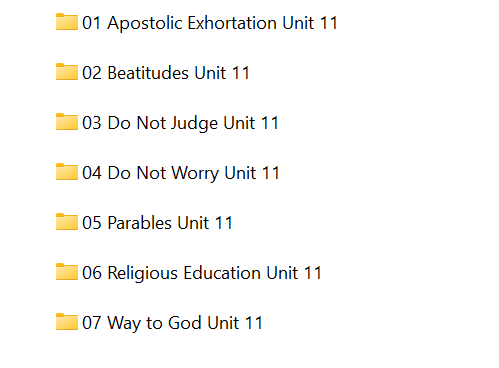 01 Apostolic Exhortation Unit 11
02 Beatitudes Unit 11
03 Do Not Judge Unit 11
04 Do Not Worry Unit 11
05 Parables Unit 11
06 Religious Education Unit 11
07 Way to God Unit 11